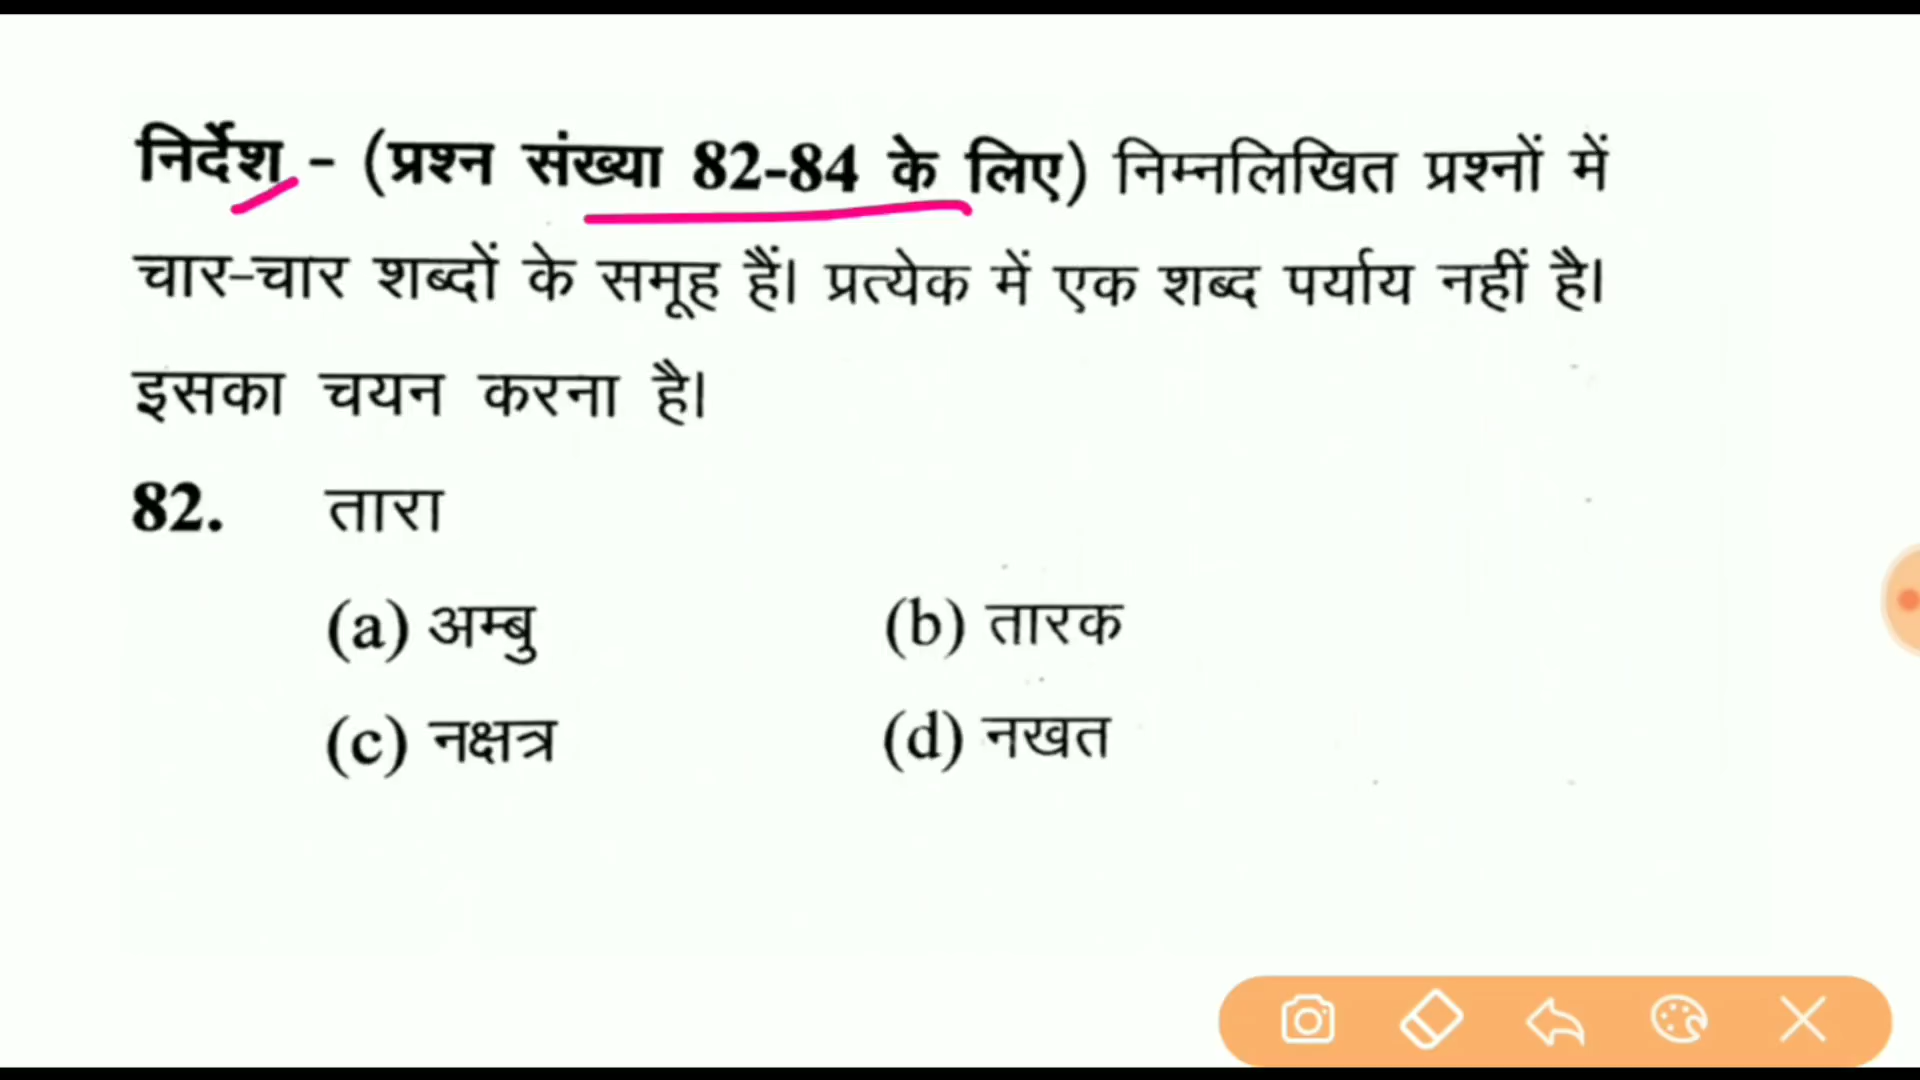 निर्देश - (प्रश्न संख्या 82-84 के लिए) निम्नलिखित प्रश्नों में
चार-चार शब्दों के समूह हैं। प्रत्येक में एक शब्द पर्याय नहीं है।
इसका चयन करना है।
82. तारा
(a) अम्बु (b) तारक
(c) नक्षत्र (d) नखत